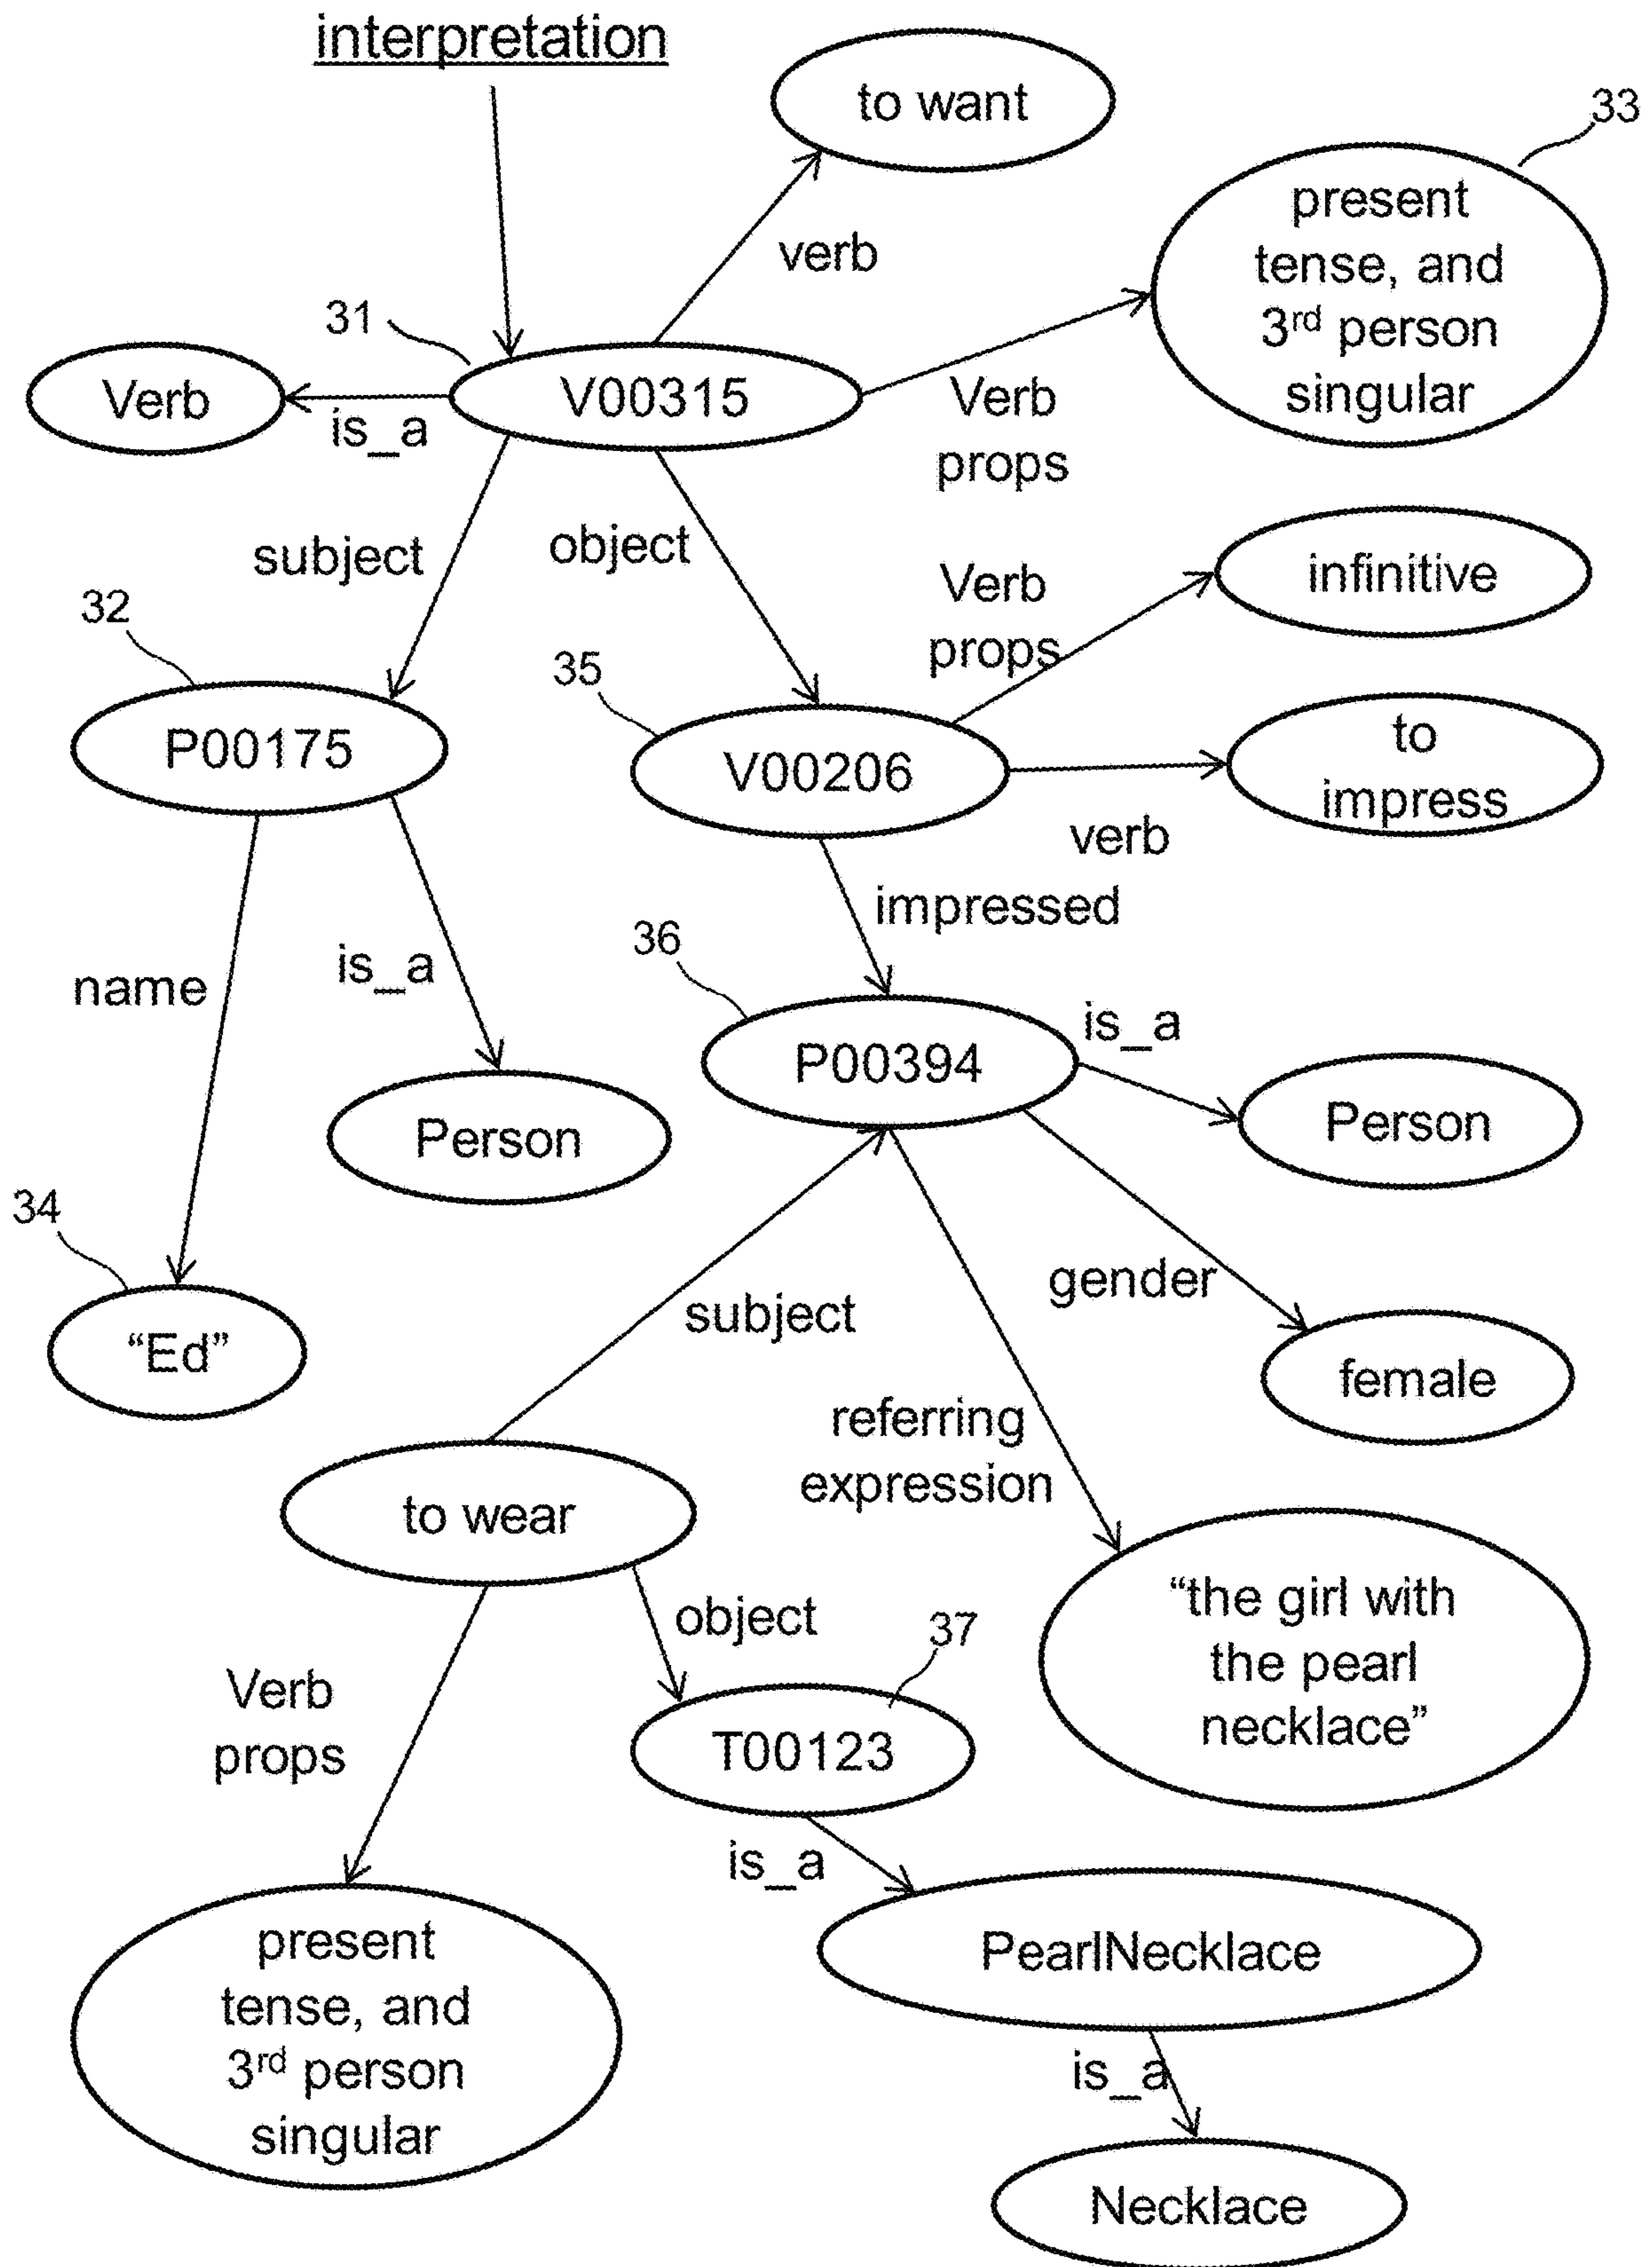 interpretation
to want
33
present
tense, and
3rd person
singular
verb
31
Verb
is_a
V00315
Verb
props
subject
object
Verb
props
infinitive
32
35
P00175
V00206
to
impress
verb
impressed
36
name
is_a
is_a
P00394
Person
Person
34
gender
subject
“Ed”
female
referring
expression
to wear
“the girl with
the pearl
necklace”
object
37
Verb
props
T00123
is_a
PearlNecklace
present
tense, and
3rd person
singular
is_a
Necklace